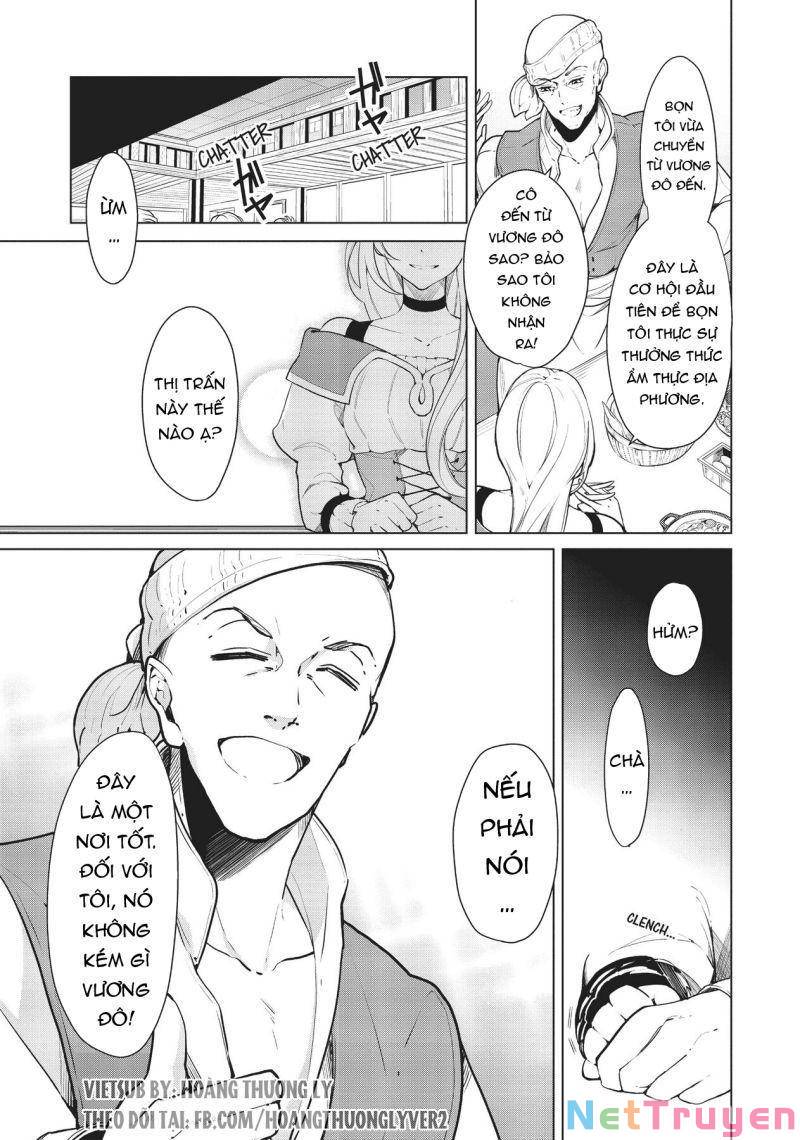 BỌN
TÔI VỪA
CHUYỂN
TỪ VƯƠNG
ĐÔ ĐẾN.
CÔ
ĐẾN TỪ
VƯƠNG ĐÔ
SAO? BẢO
SAO TÔI
KHÔNG
NHẬN
RA!
ĐÂY LÀ
CƠ HỘI ĐẦU
TIÊN ĐỂ BỌN
TÔI THỰC SỰ
THƯỞNG THỨC
ẨM THỰC ĐỊA
PHƯƠNG.
ガヤ
CHATTER
ガヤ
CHATTER
ỪM
...
THỊ TRẤN
NÀY THẾ
NÀO Ạ?
HỬM?
CHÀ
...
CLENCH...
NẾU
PHẢI
NÓI
...
ĐÂY
LÀ MỘT
NƠI TỐT.
ĐỐI VỚI
TÔI, NÓ
KHÔNG
KÉM GÌ
VƯƠNG
ĐÔ!
VIETSUB BY: HOÀNG THƯỢNG LY
THEO DÕI TẠI: FB.COM/HOANGTHUONGLYVER2
NetTruyen